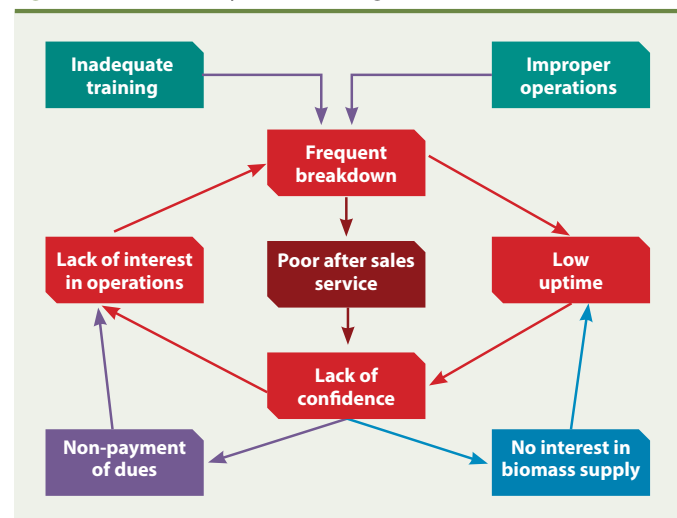 Inadequate
training
Improper
operations
Frequent
breakdown
Lack of interest
in operations
Poor after sales
service
Low
uptime
Lack of
confidence
Non-payment
of dues
No interest in
biomass supply